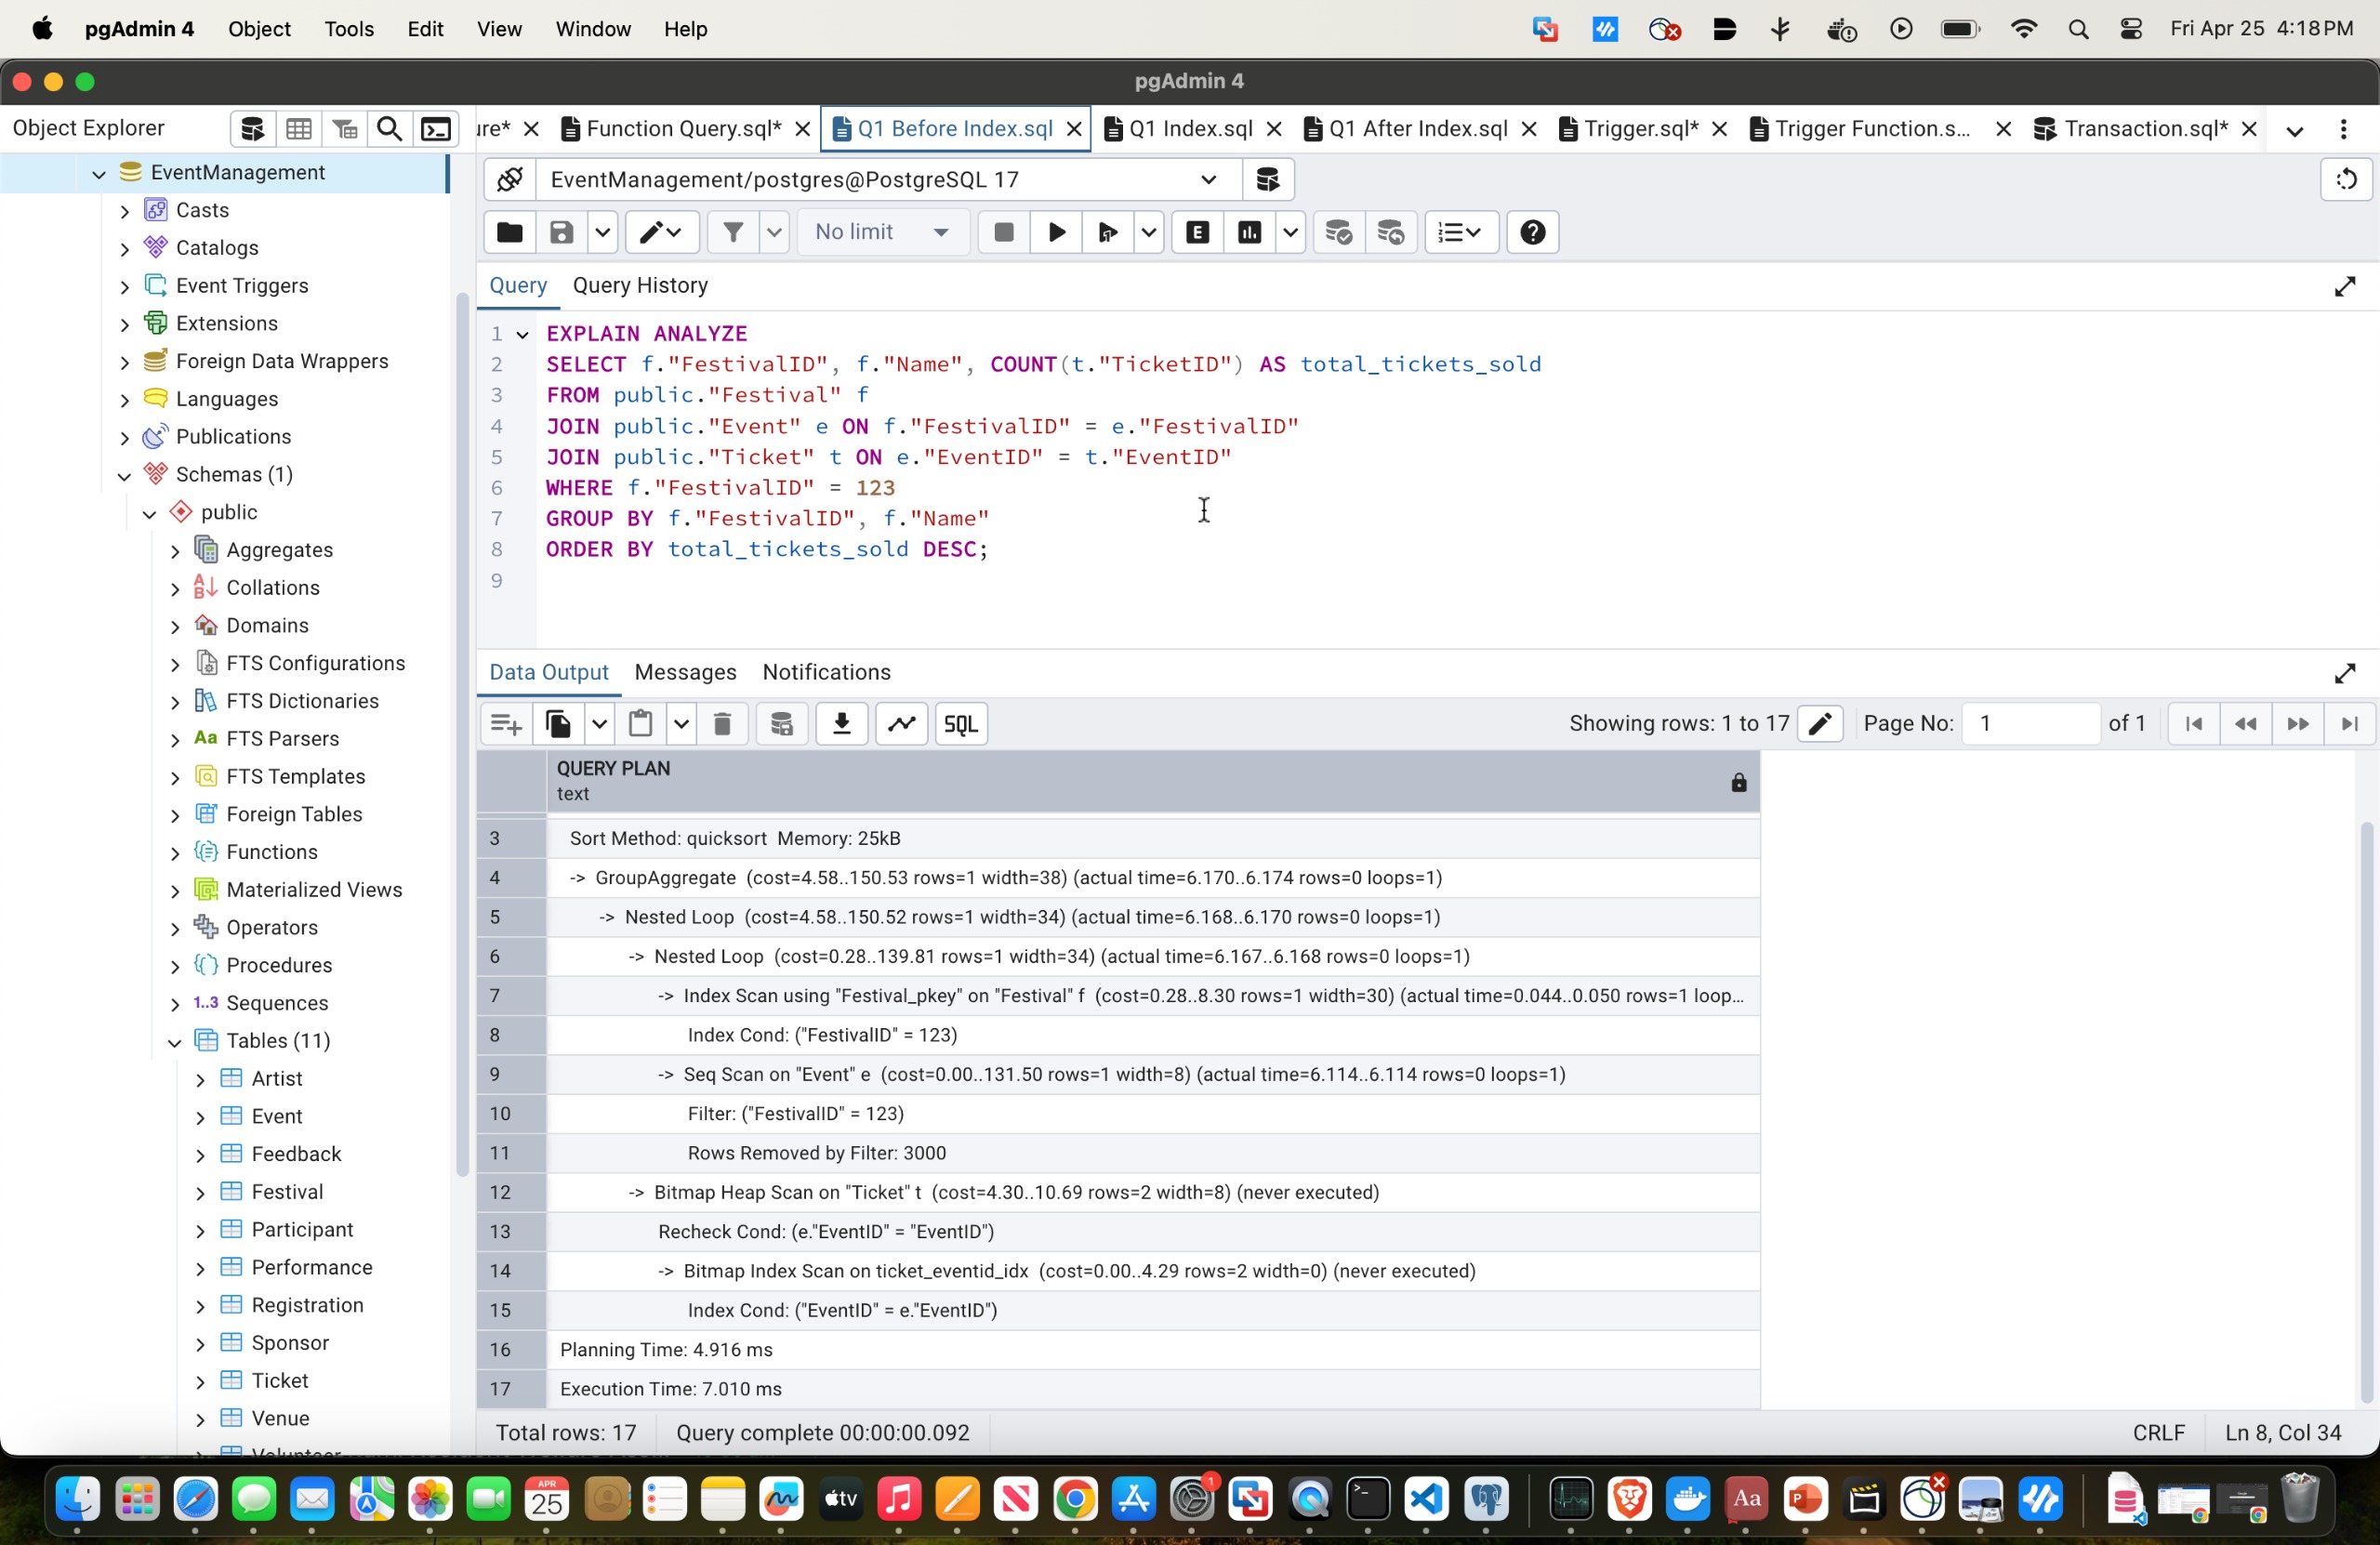 pgAdmin 4 Object Tools Edit View Window Help
Fri Apr 25 4:18 PM
pgAdmin 4
Object Explorer
ure*
Function Query.sql*
Q1 Before Index.sql
Q1 Index.sql
Q1 After Index.sql
Trigger.sql*
Trigger Function.s...
Transaction.sql*
EventManagement
Casts
Catalogs
Event Triggers
Extensions
Foreign Data Wrappers
Languages
Publications
Schemas (1)
public
Aggregates
Collations
Domains
FTS Configurations
FTS Dictionaries
FTS Parsers
FTS Templates
Foreign Tables
Functions
Materialized Views
Operators
Procedures
1..3 Sequences
Tables (11)
Artist
Event
Feedback
Festival
Participant
Performance
Registration
Sponsor
Ticket
Venue
Volunteer
EventManagement/postgres@PostgreSQL 17
No limit
E
Query Query History
1 EXPLAIN ANALYZE
2 SELECT f."FestivalID", f."Name", COUNT(t."TicketID") AS total_tickets_sold
3 FROM public."Festival" f
4 JOIN public."Event" e ON f."FestivalID" = e."FestivalID"
5 JOIN public."Ticket" t ON e."EventID" = t."EventID"
6 WHERE f."FestivalID" = 123
7 GROUP BY f."FestivalID", f."Name"
8 ORDER BY total_tickets_sold DESC;
9
Data Output Messages Notifications
SQL
Showing rows: 1 to 17
Page No: 1 of 1
QUERY PLAN
text
3 Sort Method: quicksort Memory: 25kB
4 -> GroupAggregate (cost=4.58..150.53 rows=1 width=38) (actual time=6.170..6.174 rows=0 loops=1)
5 -> Nested Loop (cost=4.58..150.52 rows=1 width=34) (actual time=6.168..6.170 rows=0 loops=1)
6 -> Nested Loop (cost=0.28..139.81 rows=1 width=34) (actual time=6.167..6.168 rows=0 loops=1)
7 -> Index Scan using "Festival_pkey" on "Festival" f (cost=0.28..8.30 rows=1 width=30) (actual time=0.044..0.050 rows=1 loop...
8 Index Cond: ("FestivalID" = 123)
9 -> Seq Scan on "Event" e (cost=0.00..131.50 rows=1 width=8) (actual time=6.114..6.114 rows=0 loops=1)
10 Filter: ("FestivalID" = 123)
11 Rows Removed by Filter: 3000
12 -> Bitmap Heap Scan on "Ticket" t (cost=4.30..10.69 rows=2 width=8) (never executed)
13 Recheck Cond: (e."EventID" = "EventID")
14 -> Bitmap Index Scan on ticket_eventid_idx (cost=0.00..4.29 rows=2 width=0) (never executed)
15 Index Cond: ("EventID" = e."EventID")
16 Planning Time: 4.916 ms
17 Execution Time: 7.010 ms
Total rows: 17
Query complete 00:00:00.092
CRLF
Ln 8, Col 34
APR
25
tv
1
Aa
P